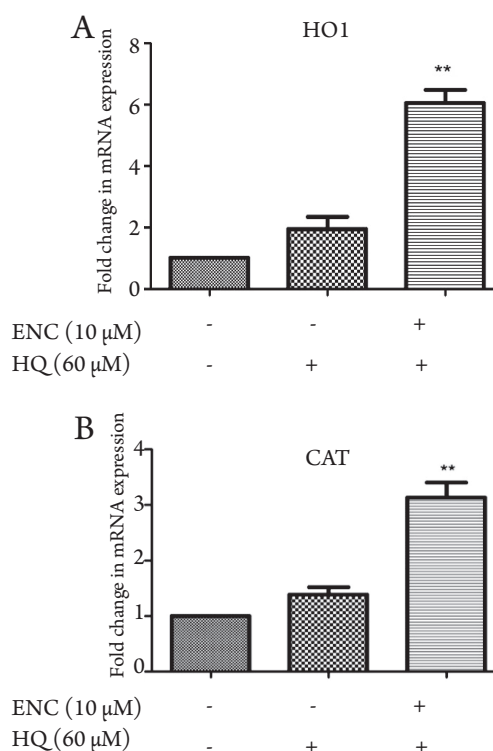 A
HO1
Fold change in mRNA expression
8
6
4
2
0
**
ENC (10 µM) - - +
HQ (60 µM) - + +
B
CAT
Fold change in mRNA expression
4
3
2
1
0
**
ENC (10 µM) - - +
HQ (60 µM) - + +